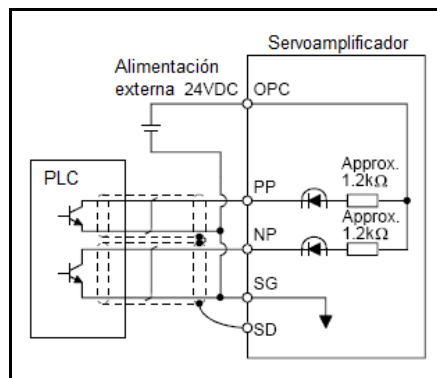 Servoamplificador
Alimentación
externa 24VDC
OPC
PLC
PP
Approx.
1.2kΩ
NP
Approx.
1.2kΩ
SG
SD